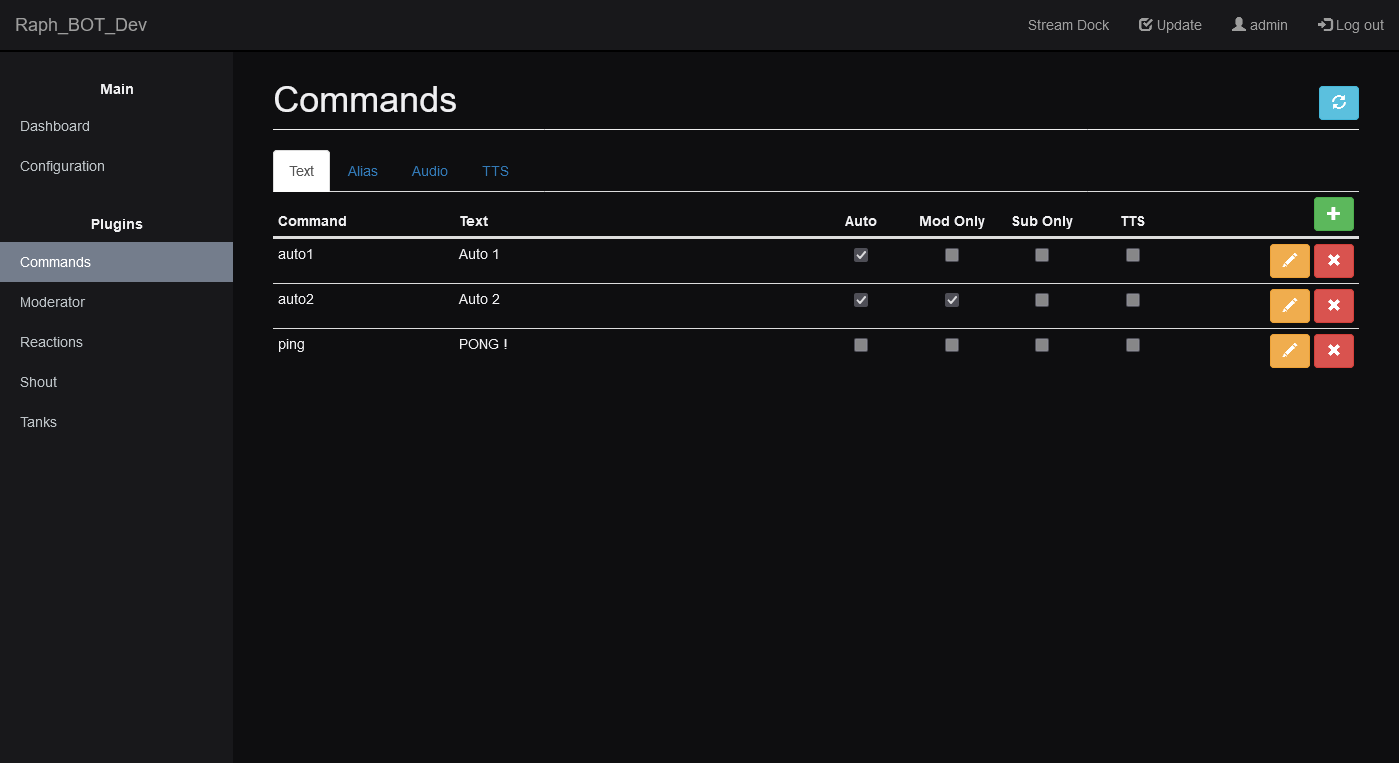 Raph_BOT_Dev
Stream Dock Update admin Log out
Main
Dashboard
Configuration
Plugins
Commands
Moderator
Reactions
Shout
Tanks
Commands
Text Alias Audio TTS
Command Text Auto Mod Only Sub Only TTS
auto1 Auto 1
auto2 Auto 2
ping PONG !